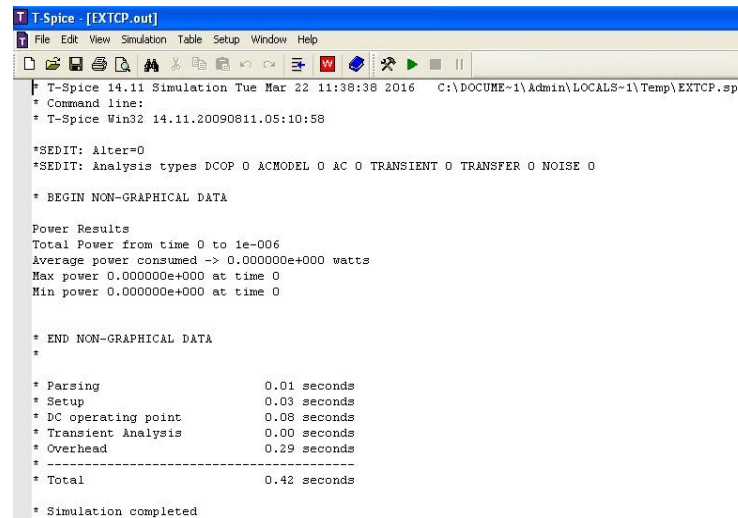 T-Spice - [EXTCP.out]
File Edit View Simulation Table Setup Window Help
* T-Spice 14.11 Simulation Tue Mar 22 11:38:38 2016 C:\DOCUME~1\Admin\LOCALS~1\Temp\EXTCP.sp
* Command line:
* T-Spice Win32 14.11.20090811.05:10:58
*SEDIT: Alter=0
*SEDIT: Analysis types DCOP 0 ACMODEL 0 AC 0 TRANSIENT 0 TRANSFER 0 NOISE 0
* BEGIN NON-GRAPHICAL DATA
Power Results
Total Power from time 0 to 1e-006
Average power consumed -> 0.000000e+000 watts
Max power 0.000000e+000 at time 0
Min power 0.000000e+000 at time 0
* END NON-GRAPHICAL DATA
*
* Parsing 0.01 seconds
* Setup 0.03 seconds
* DC operating point 0.08 seconds
* Transient Analysis 0.00 seconds
* Overhead 0.29 seconds
* -----------------------------------------
* Total 0.42 seconds
* Simulation completed